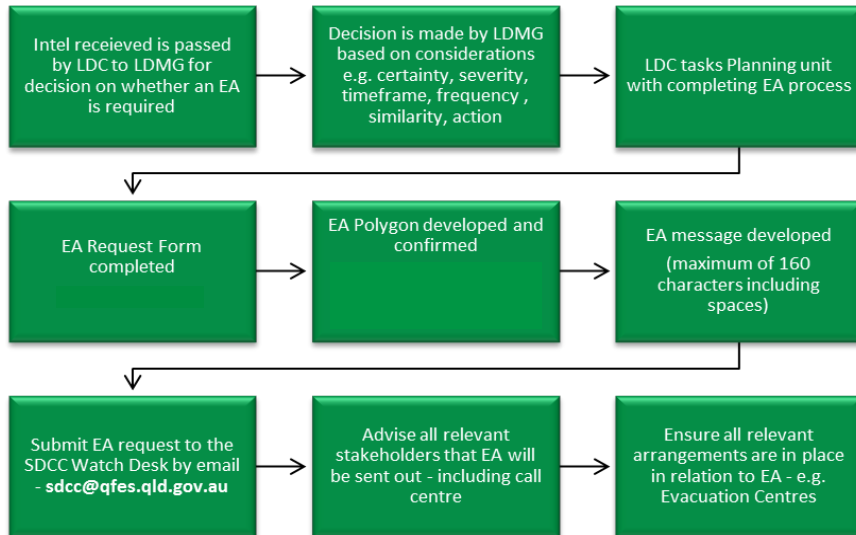 Intel receieved is passed
by LDC to LDMG for
decision on whether an EA
is required
Decision is made by LDMG
based on considerations
e.g. certainty, severity,
timeframe, frequency ,
similarity, action
LDC tasks Planning unit
with completing EA process
EA Request Form
completed
EA Polygon developed and
confirmed
EA message developed
(maximum of 160
characters including
spaces)
Submit EA request to the
SDCC Watch Desk by email
- sdcc@qfes.qld.gov.au
Advise all relevant
stakeholders that EA will
be sent out - including call
centre
Ensure all relevant
arrangements are in place
in relation to EA - e.g.
Evacuation Centres